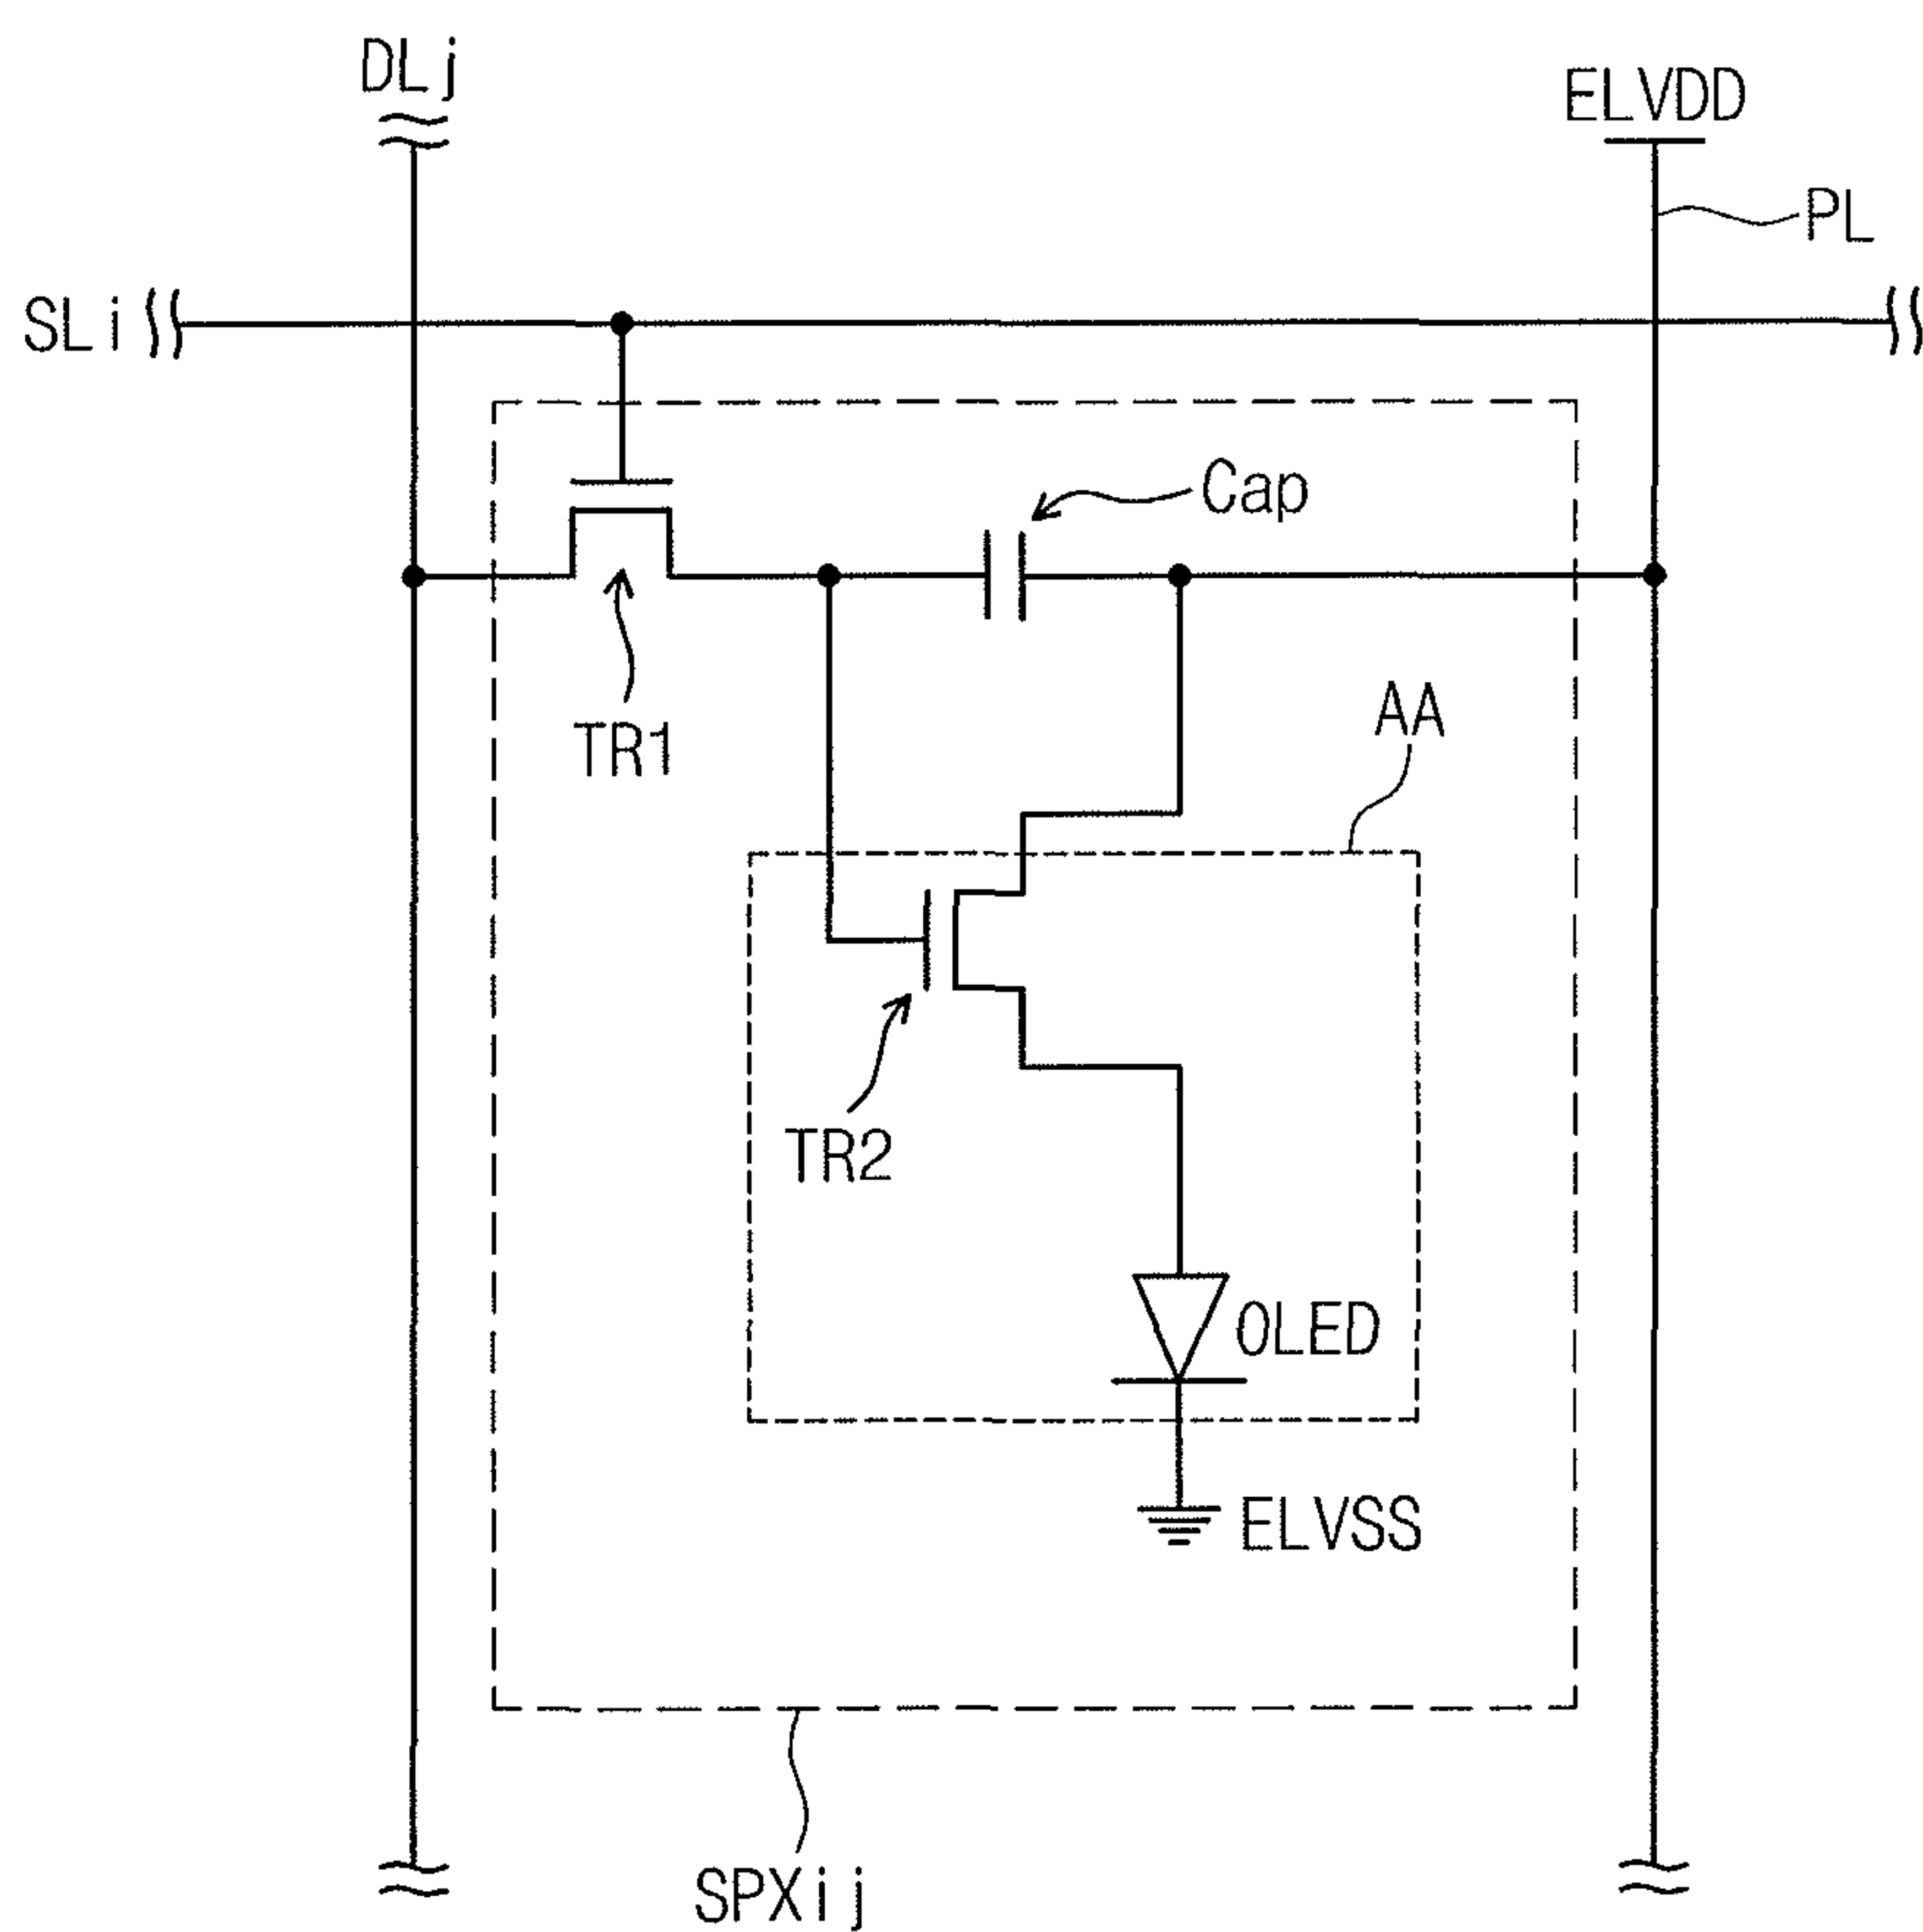 DLj
ELVDD
PL
SLi
Cap
TR1
AA
TR2
OLED
ELVSS
SPXij